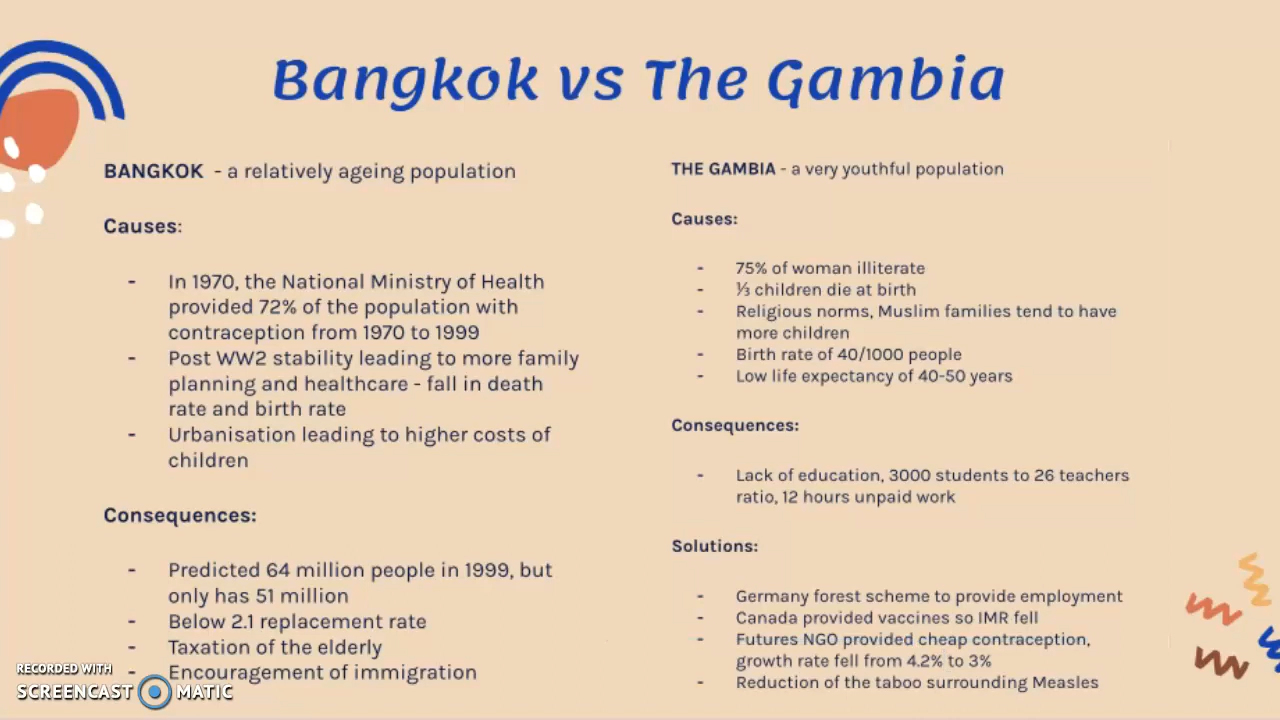 Bangkok vs The Gambia
BANGKOK - a relatively ageing population
Causes:
- In 1970, the National Ministry of Health
provided 72% of the population with
contraception from 1970 to 1999
- Post WW2 stability leading to more family
planning and healthcare - fall in death
rate and birth rate
- Urbanisation leading to higher costs of
children
Consequences:
- Predicted 64 million people in 1999, but
only has 51 million
- Below 2.1 replacement rate
- Taxation of the elderly
- Encouragement of immigration
THE GAMBIA - a very youthful population
Causes:
- 75% of woman illiterate
- ⅓ children die at birth
- Religious norms, Muslim families tend to have
more children
- Birth rate of 40/1000 people
- Low life expectancy of 40-50 years
Consequences:
- Lack of education, 3000 students to 26 teachers
ratio, 12 hours unpaid work
Solutions:
- Germany forest scheme to provide employment
- Canada provided vaccines so IMR fell
- Futures NGO provided cheap contraception,
growth rate fell from 4.2% to 3%
- Reduction of the taboo surrounding Measles
RECORDED WITH
SCREENCAST MATIC